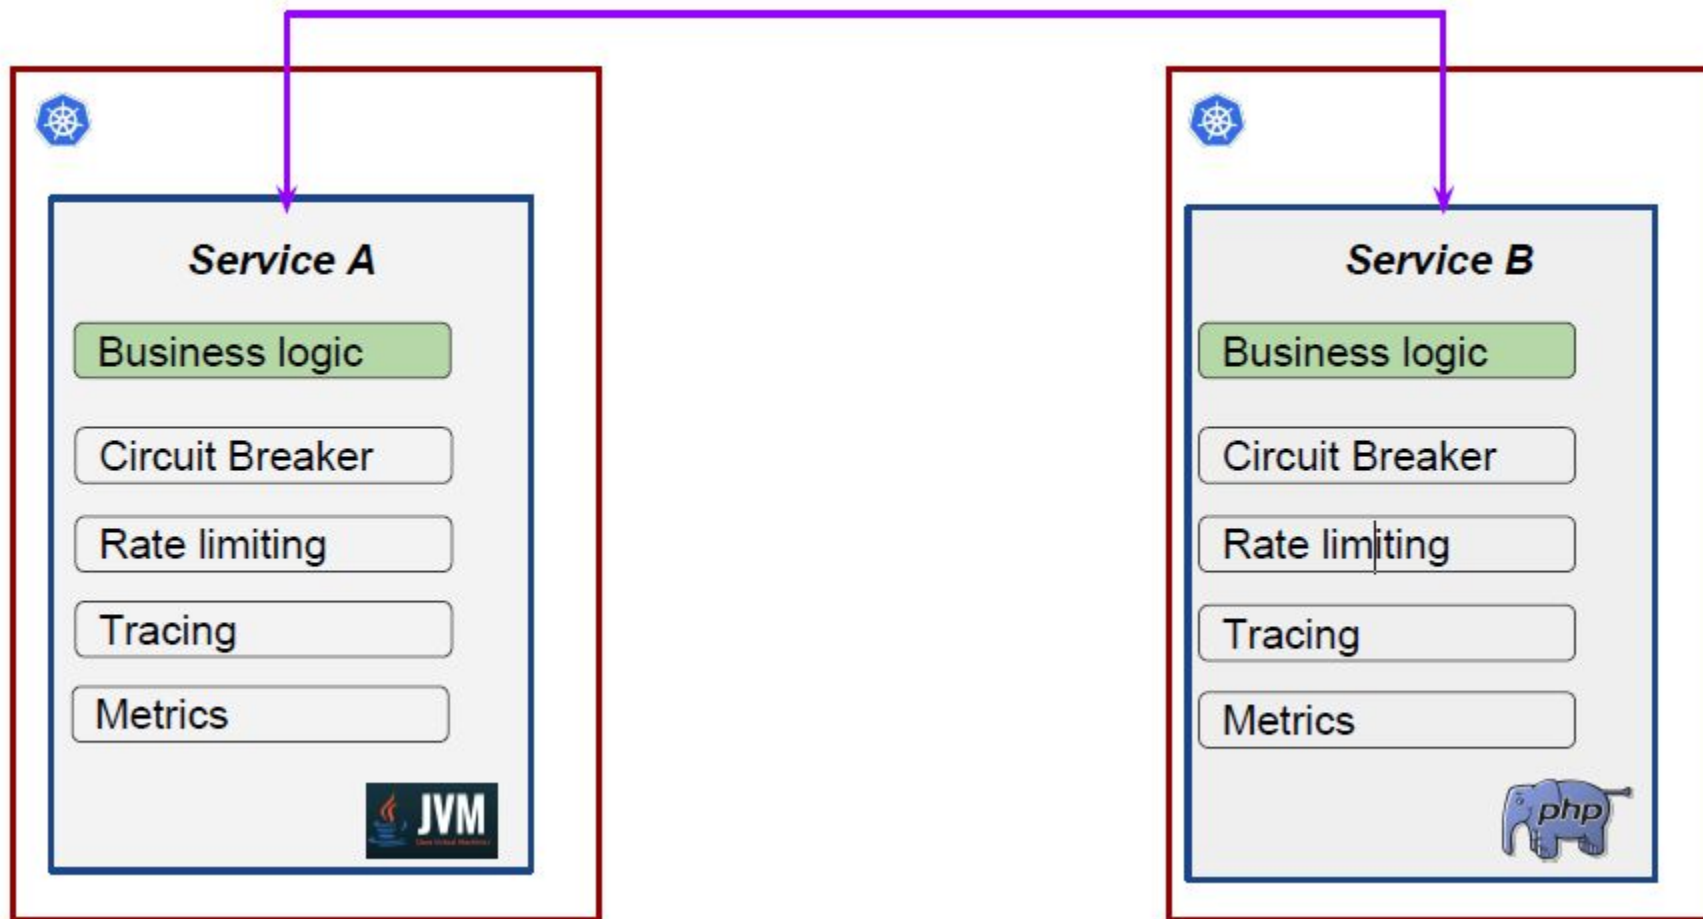 Service A
Business logic
Circuit Breaker
Rate limiting
Tracing
Metrics
JVM
Service B
Business logic
Circuit Breaker
Rate limiting
Tracing
Metrics
php